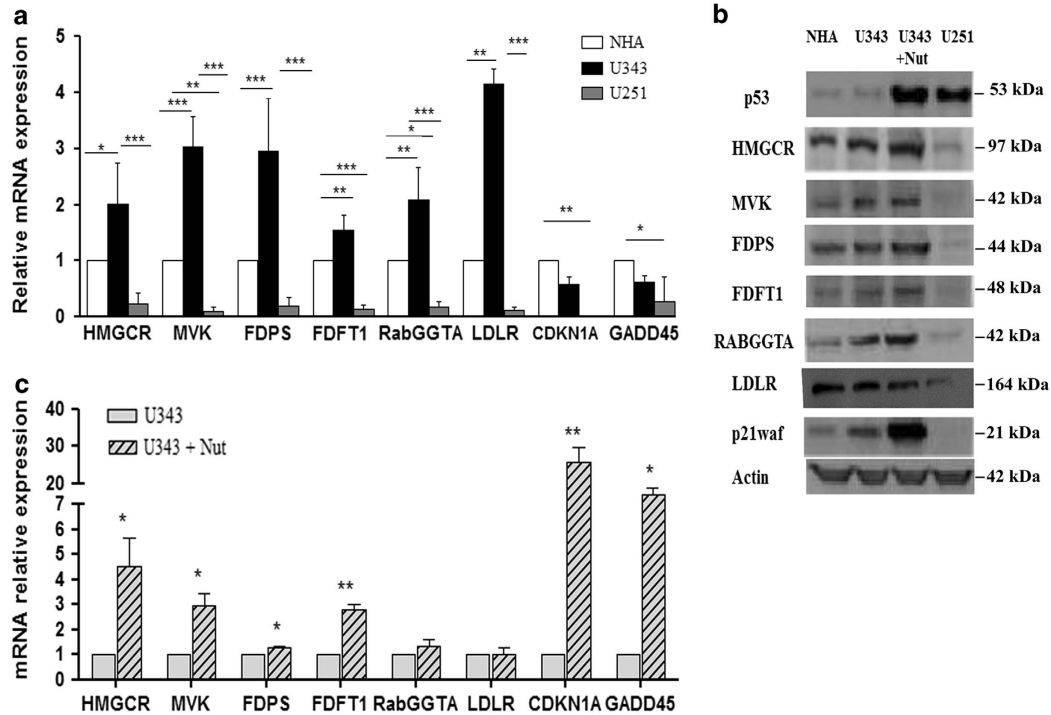 a
Relative mRNA expression
5
4
3
2
1
0
NHA
U343
U251
* ***
*** ** ***
*** ***
** ***
** * ***
** ***
**
*
HMGCR MVK FDPS FDFT1 RabGGTA LDLR CDKN1A GADD45
b
NHA U343 U343 +Nut U251
p53 – 53 kDa
HMGCR – 97 kDa
MVK – 42 kDa
FDPS – 44 kDa
FDFT1 – 48 kDa
RABGGTA – 42 kDa
LDLR – 164 kDa
p21waf – 21 kDa
Actin – 42 kDa
c
mRNA relative expression
40
30
20
10
7
6
5
4
3
2
1
0
U343
U343 + Nut
* * * ** ** *
HMGCR MVK FDPS FDFT1 RabGGTA LDLR CDKN1A GADD45